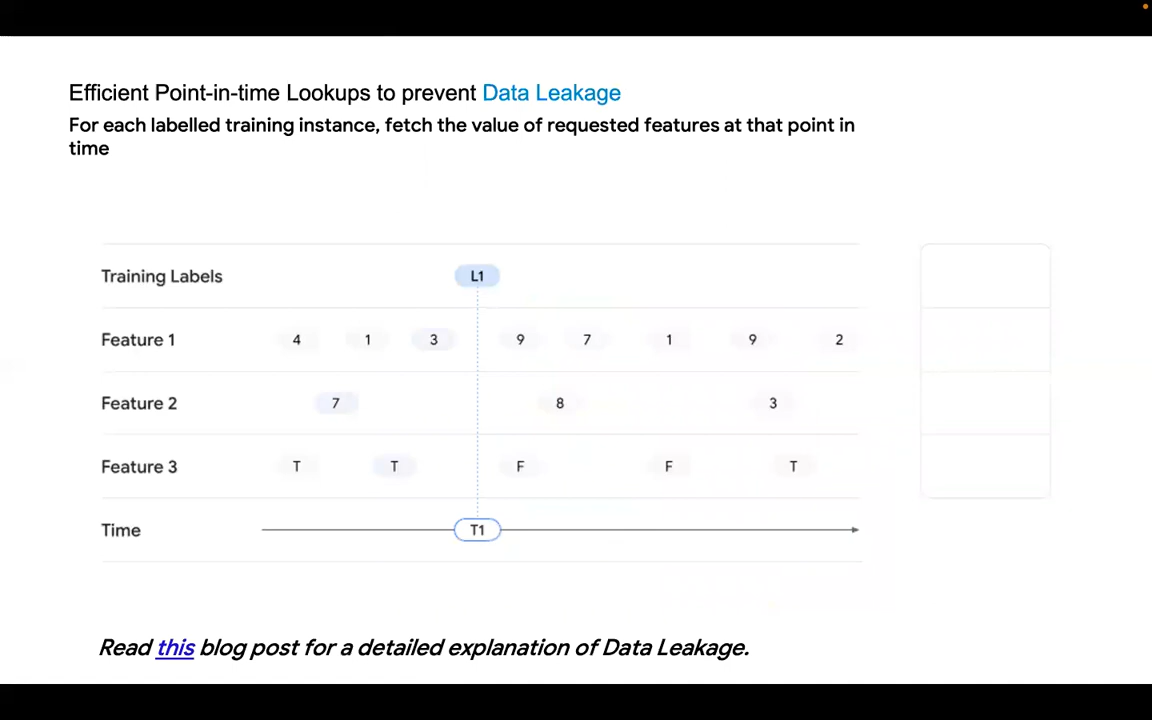 Efficient Point-in-time Lookups to prevent Data Leakage
For each labelled training instance, fetch the value of requested features at that point in
time
Training Labels L1
Feature 1 4 1 3 9 7 1 9 2
Feature 2 7 8 3
Feature 3 T T F F T
Time T1
Read this blog post for a detailed explanation of Data Leakage.